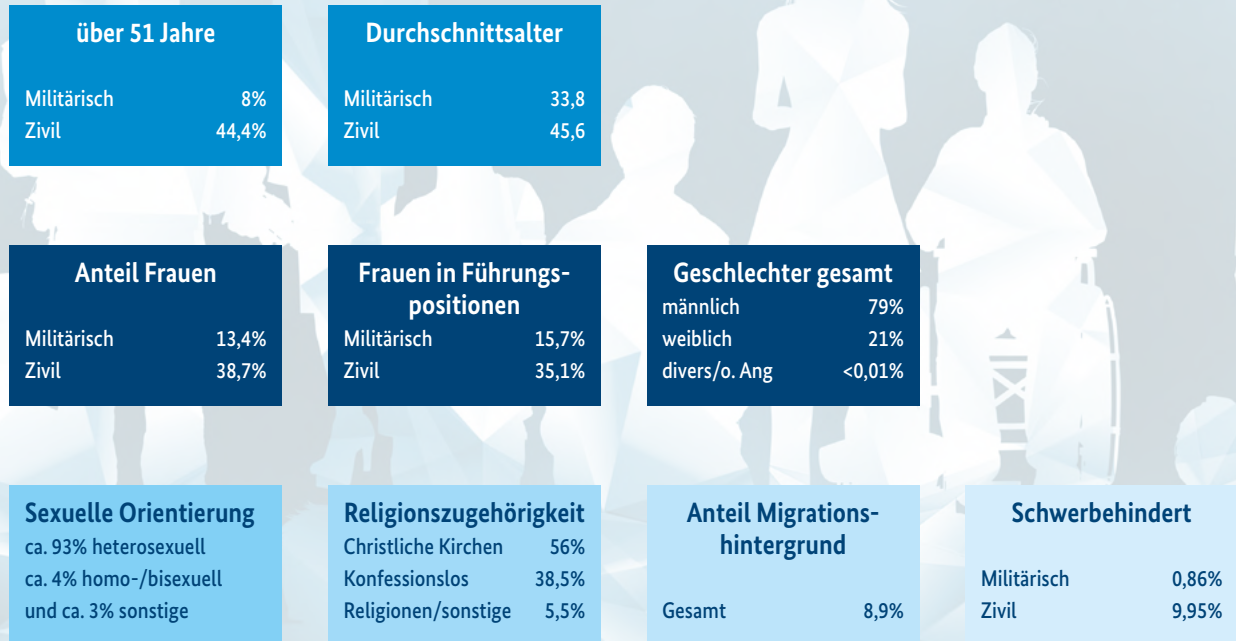 über 51 Jahre
Militärisch 8%
Zivil 44,4%
Durchschnittsalter
Militärisch 33,8
Zivil 45,6
Anteil Frauen
Militärisch 13,4%
Zivil 38,7%
Frauen in Führungs-
positionen
Militärisch 15,7%
Zivil 35,1%
Geschlechter gesamt
männlich 79%
weiblich 21%
divers/o. Ang <0,01%
Sexuelle Orientierung
ca. 93% heterosexuell
ca. 4% homo-/bisexuell
und ca. 3% sonstige
Religionszugehörigkeit
Christliche Kirchen 56%
Konfessionslos 38,5%
Religionen/sonstige 5,5%
Anteil Migrations-
hintergrund
Gesamt 8,9%
Schwerbehindert
Militärisch 0,86%
Zivil 9,95%